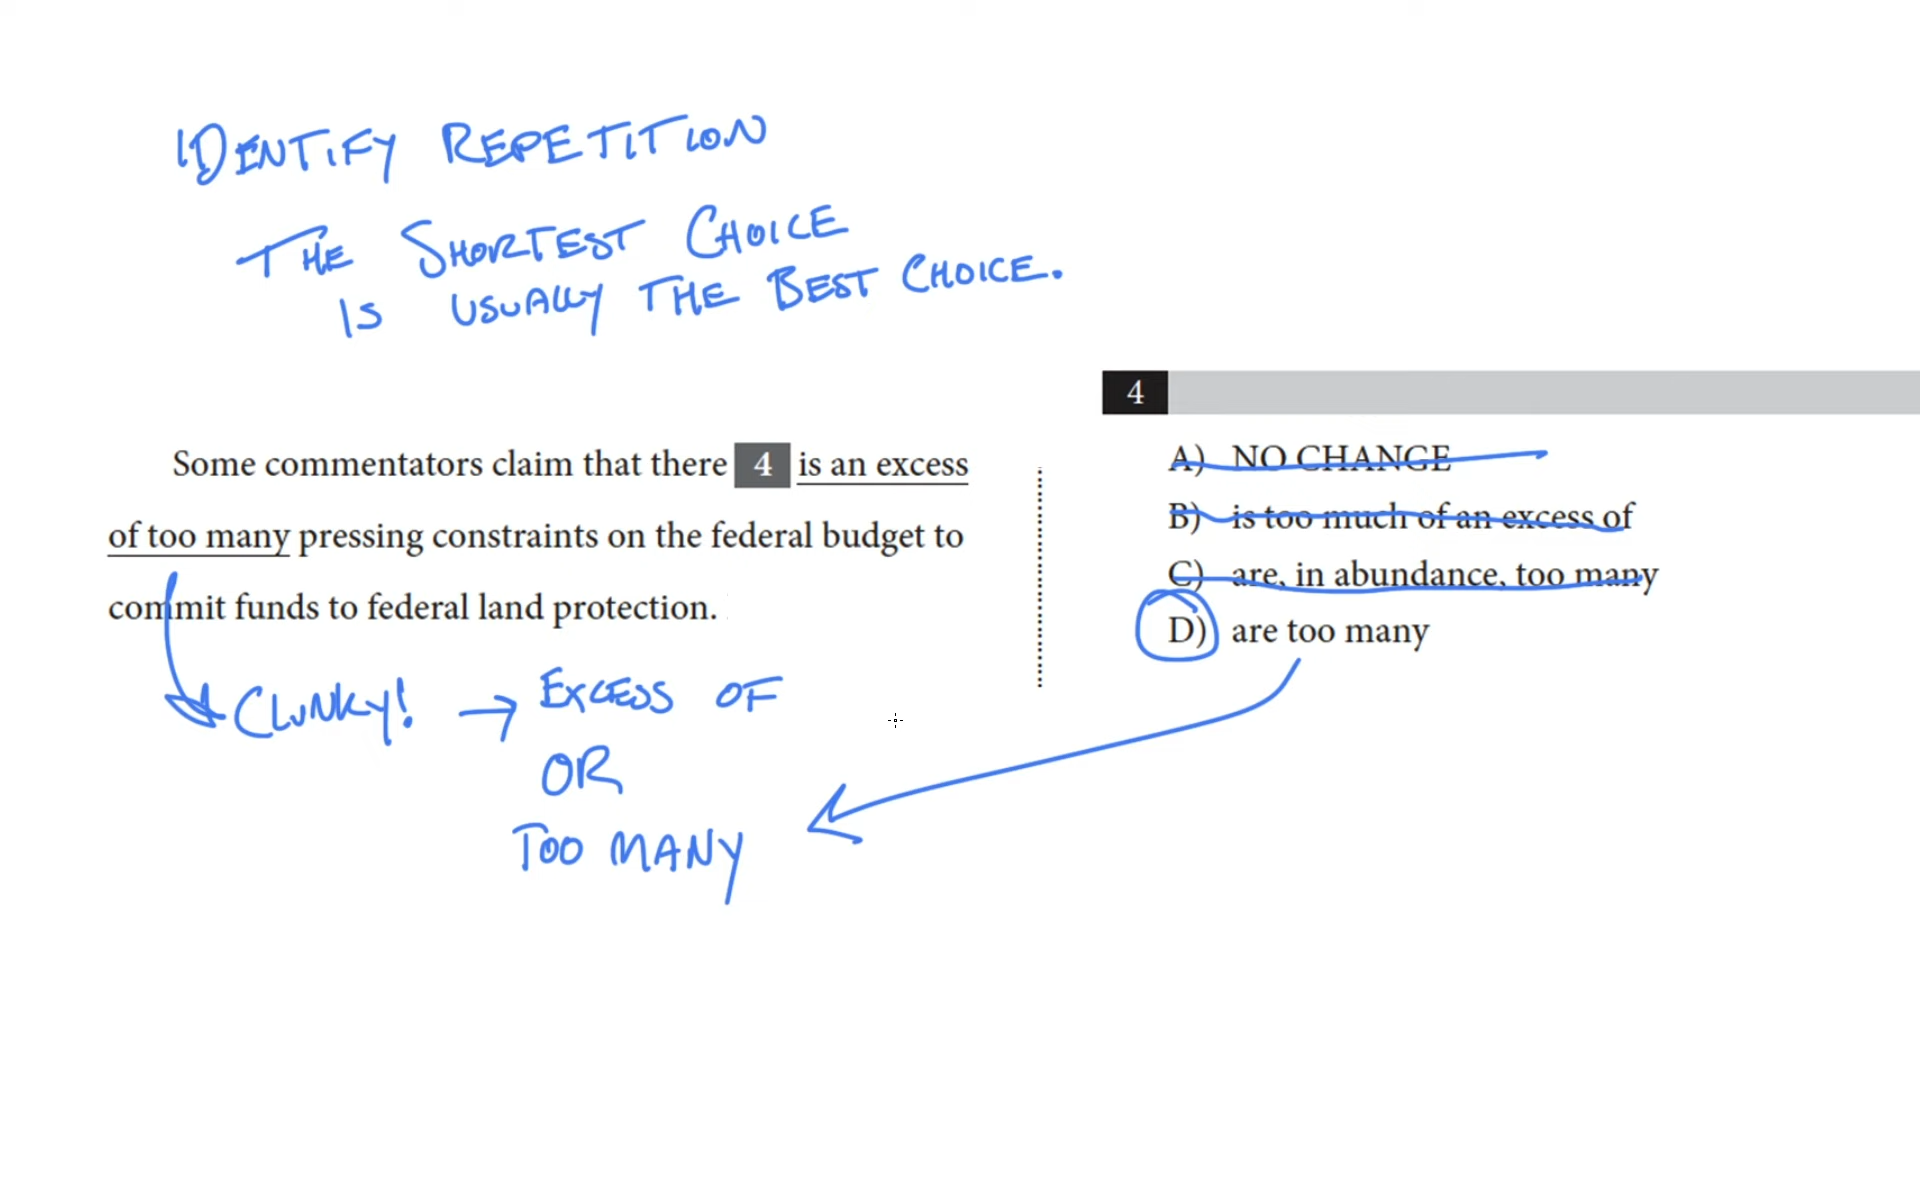 IDENTIFY REPETITION
THE SHORTEST CHOICE
IS USUALLY THE BEST CHOICE.
Some commentators claim that there 4 is an excess
of too many pressing constraints on the federal budget to
commit funds to federal land protection.
CLUNKY! → EXCESS OF
OR
TOO MANY
4
A) NO CHANGE
B) is too much of an excess of
C) are, in abundance, too many
D) are too many